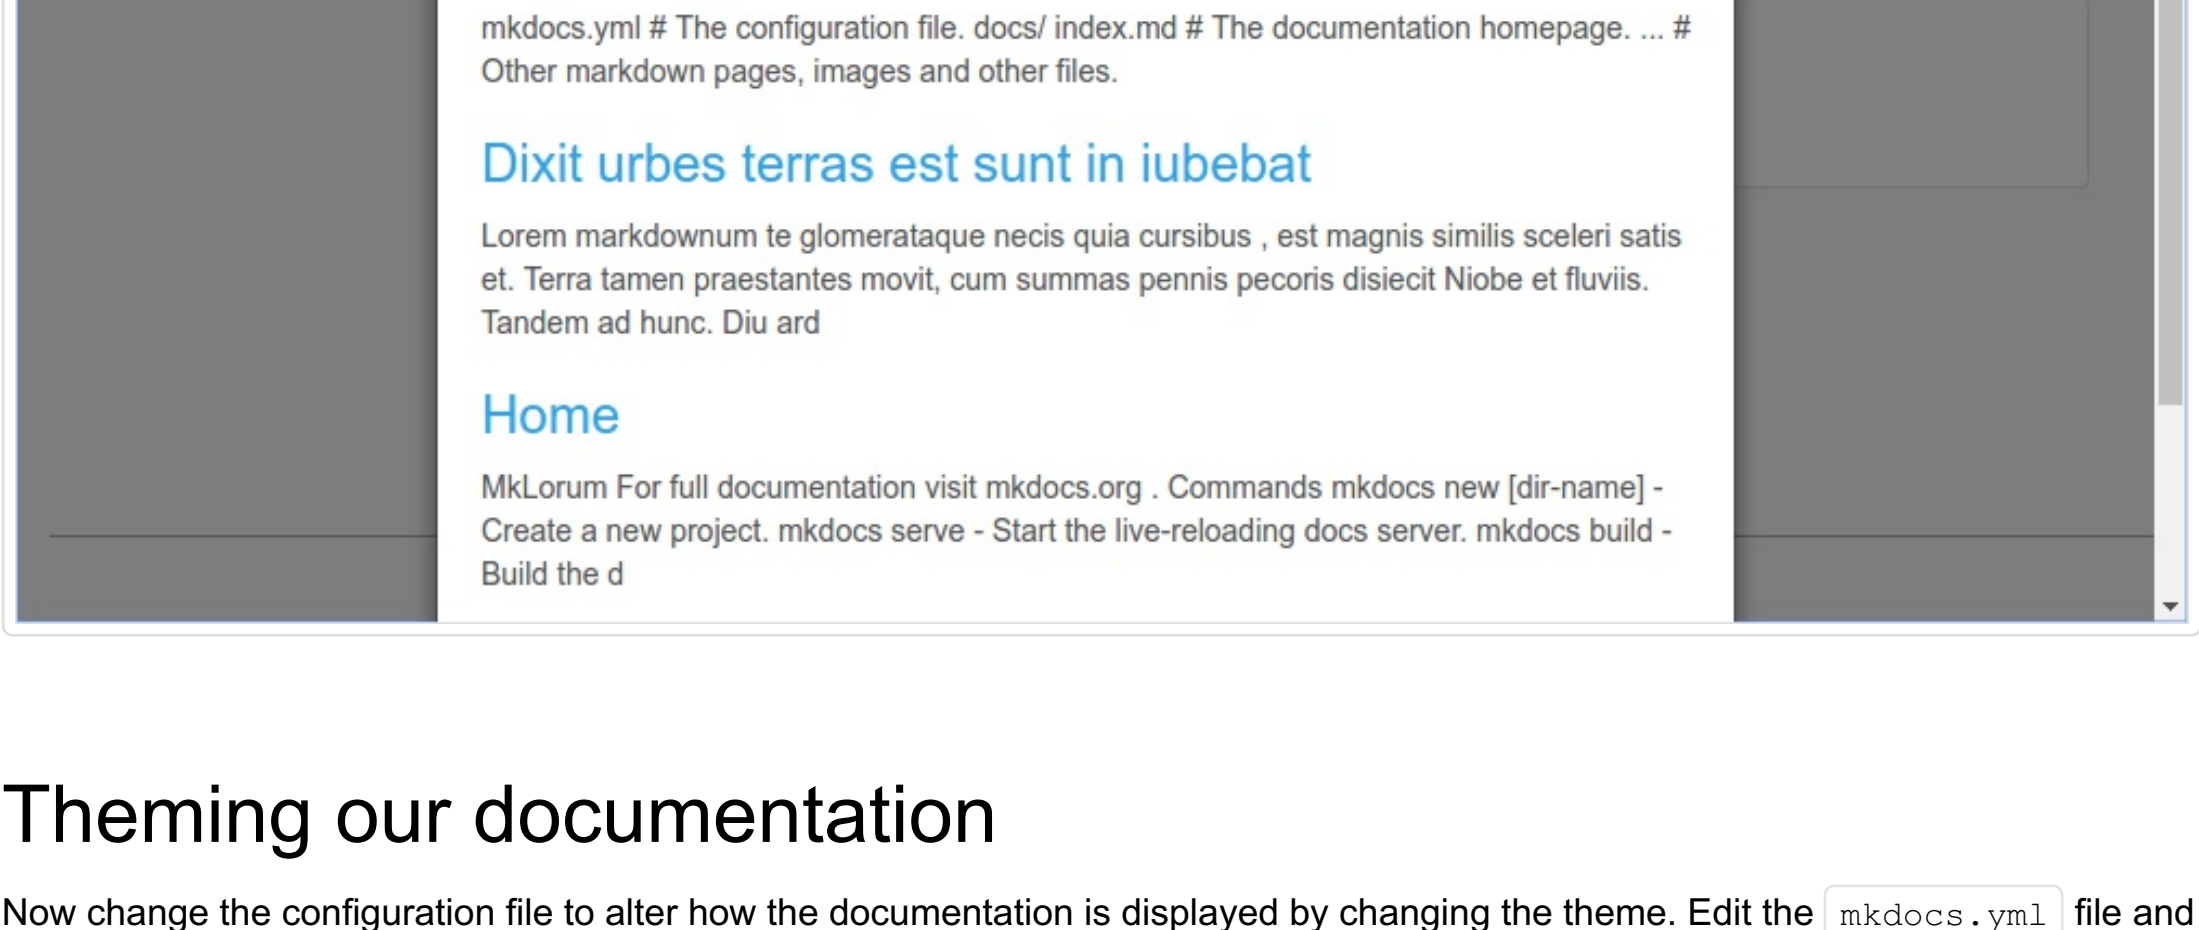 mkdocs.yml # The configuration file. docs/ index.md # The documentation homepage. ... #
Other markdown pages, images and other files.
Dixit urbes terras est sunt in iubebat
Lorem markdownum te glomerataque necis quia cursibus , est magnis similis sceleri satis
et. Terra tamen praestantes movit, cum summas pennis pecoris disiecit Niobe et fluviis.
Tandem ad hunc. Diu ard
Home
MkLorum For full documentation visit mkdocs.org . Commands mkdocs new [dir-name] -
Create a new project. mkdocs serve - Start the live-reloading docs server. mkdocs build -
Build the d
Theming our documentation
Now change the configuration file to alter how the documentation is displayed by changing the theme. Edit the mkdocs.yml file and